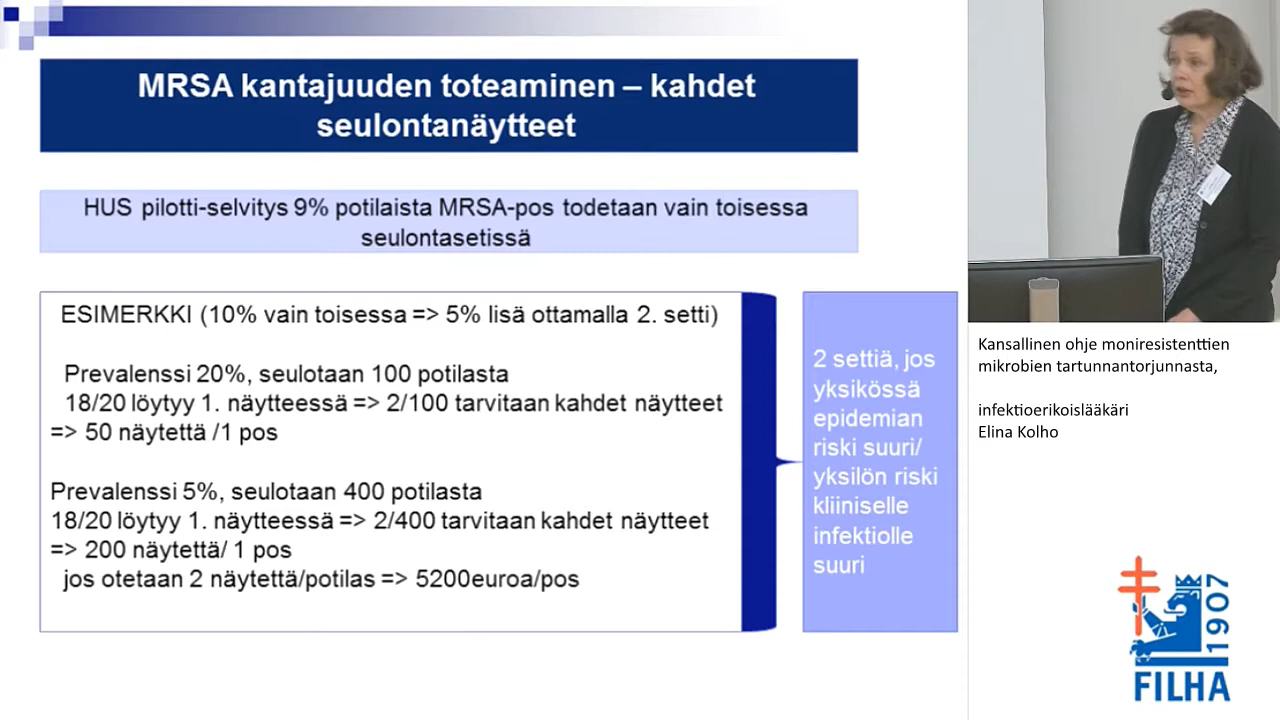 MRSA kantajuuden toteaminen – kahdet
seulontanäytteet
HUS pilotti-selvitys 9% potilaista MRSA-pos todetaan vain toisessa
seulontasetissä
ESIMERKKI (10% vain toisessa => 5% lisä ottamalla 2. setti)
Prevalenssi 20%, seulotaan 100 potilasta
18/20 löytyy 1. näytteessä => 2/100 tarvitaan kahdet näytteet
=> 50 näytettä /1 pos
Prevalenssi 5%, seulotaan 400 potilasta
18/20 löytyy 1. näytteessä => 2/400 tarvitaan kahdet näytteet
=> 200 näytettä/ 1 pos
jos otetaan 2 näytettä/potilas => 5200euroa/pos
2 settiä, jos
yksikössä
epidemian
riski suuri/
yksilön riski
kliiniselle
infektiolle
suuri
Kansallinen ohje moniresistenttien
mikrobien tartunnantorjunnasta,
infektioerikoislääkäri
Elina Kolho
1907
FILHA